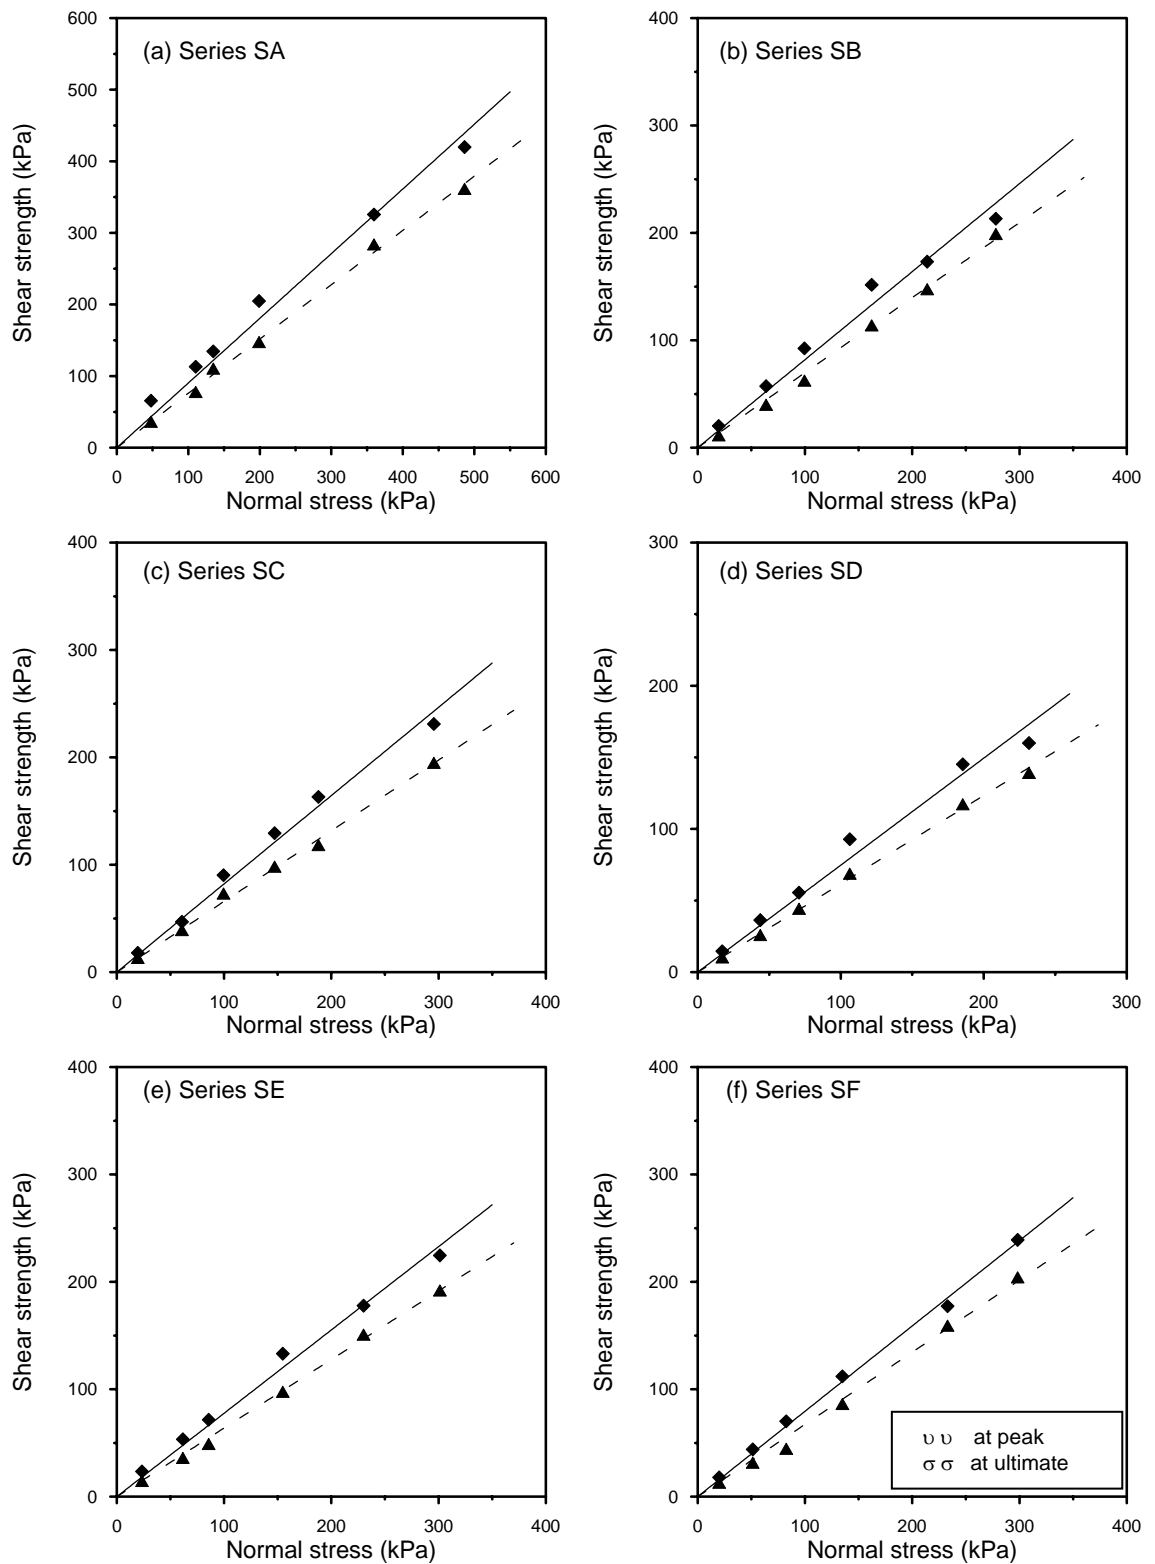 (a) Series SA
600
500
400
300
200
100
0
Shear strength (kPa)
0 100 200 300 400 500 600
Normal stress (kPa)
(b) Series SB
400
300
200
100
0
Shear strength (kPa)
0 100 200 300 400
Normal stress (kPa)
(c) Series SC
400
300
200
100
0
Shear strength (kPa)
0 100 200 300 400
Normal stress (kPa)
(d) Series SD
300
200
100
0
Shear strength (kPa)
0 100 200 300
Normal stress (kPa)
(e) Series SE
400
300
200
100
0
Shear strength (kPa)
0 100 200 300 400
Normal stress (kPa)
(f) Series SF
400
300
200
100
0
Shear strength (kPa)
0 100 200 300 400
Normal stress (kPa)
υ υ at peak
σ σ at ultimate